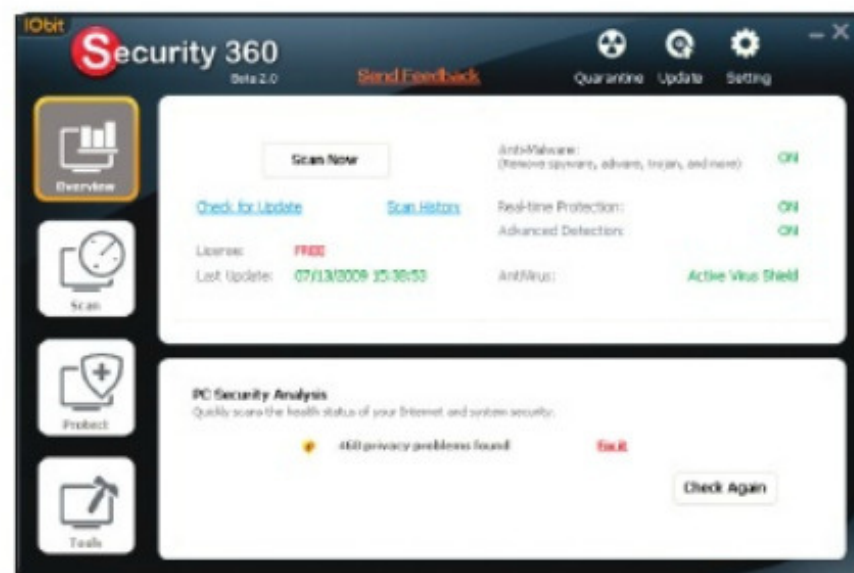 IObit
Security 360
Beta 2.0
Send Feedback
Quarantine
Update
Setting
Overview
Scan
Protect
Tools
Scan Now
Check for Update
Scan History
License: FREE
Last Update: 07/13/2009 15:38:53
Anti-Malware: ON
(Remove spyware, adware, trojan, and more)
Real-time Protection: ON
Advanced Detection: ON
AntiVirus: Active Virus Shield
PC Security Analysis
Quickly scans the health status of your Internet and system security.
privacy problems found
Fix it
Check Again